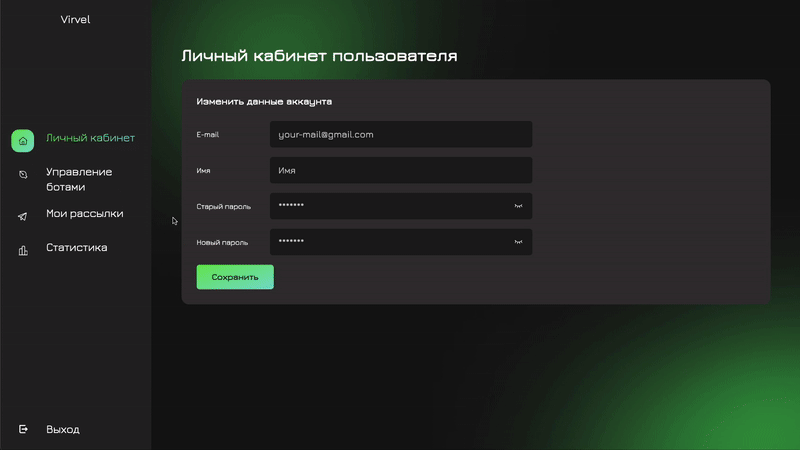 Virvel
Личный кабинет
Управление
ботами
Мои рассылки
Статистика
Выход
Личный кабинет пользователя
Изменить данные аккаунта
E-mail
your-mail@gmail.com
Имя
Имя
Старый пароль
*******
Новый пароль
*******
Сохранить